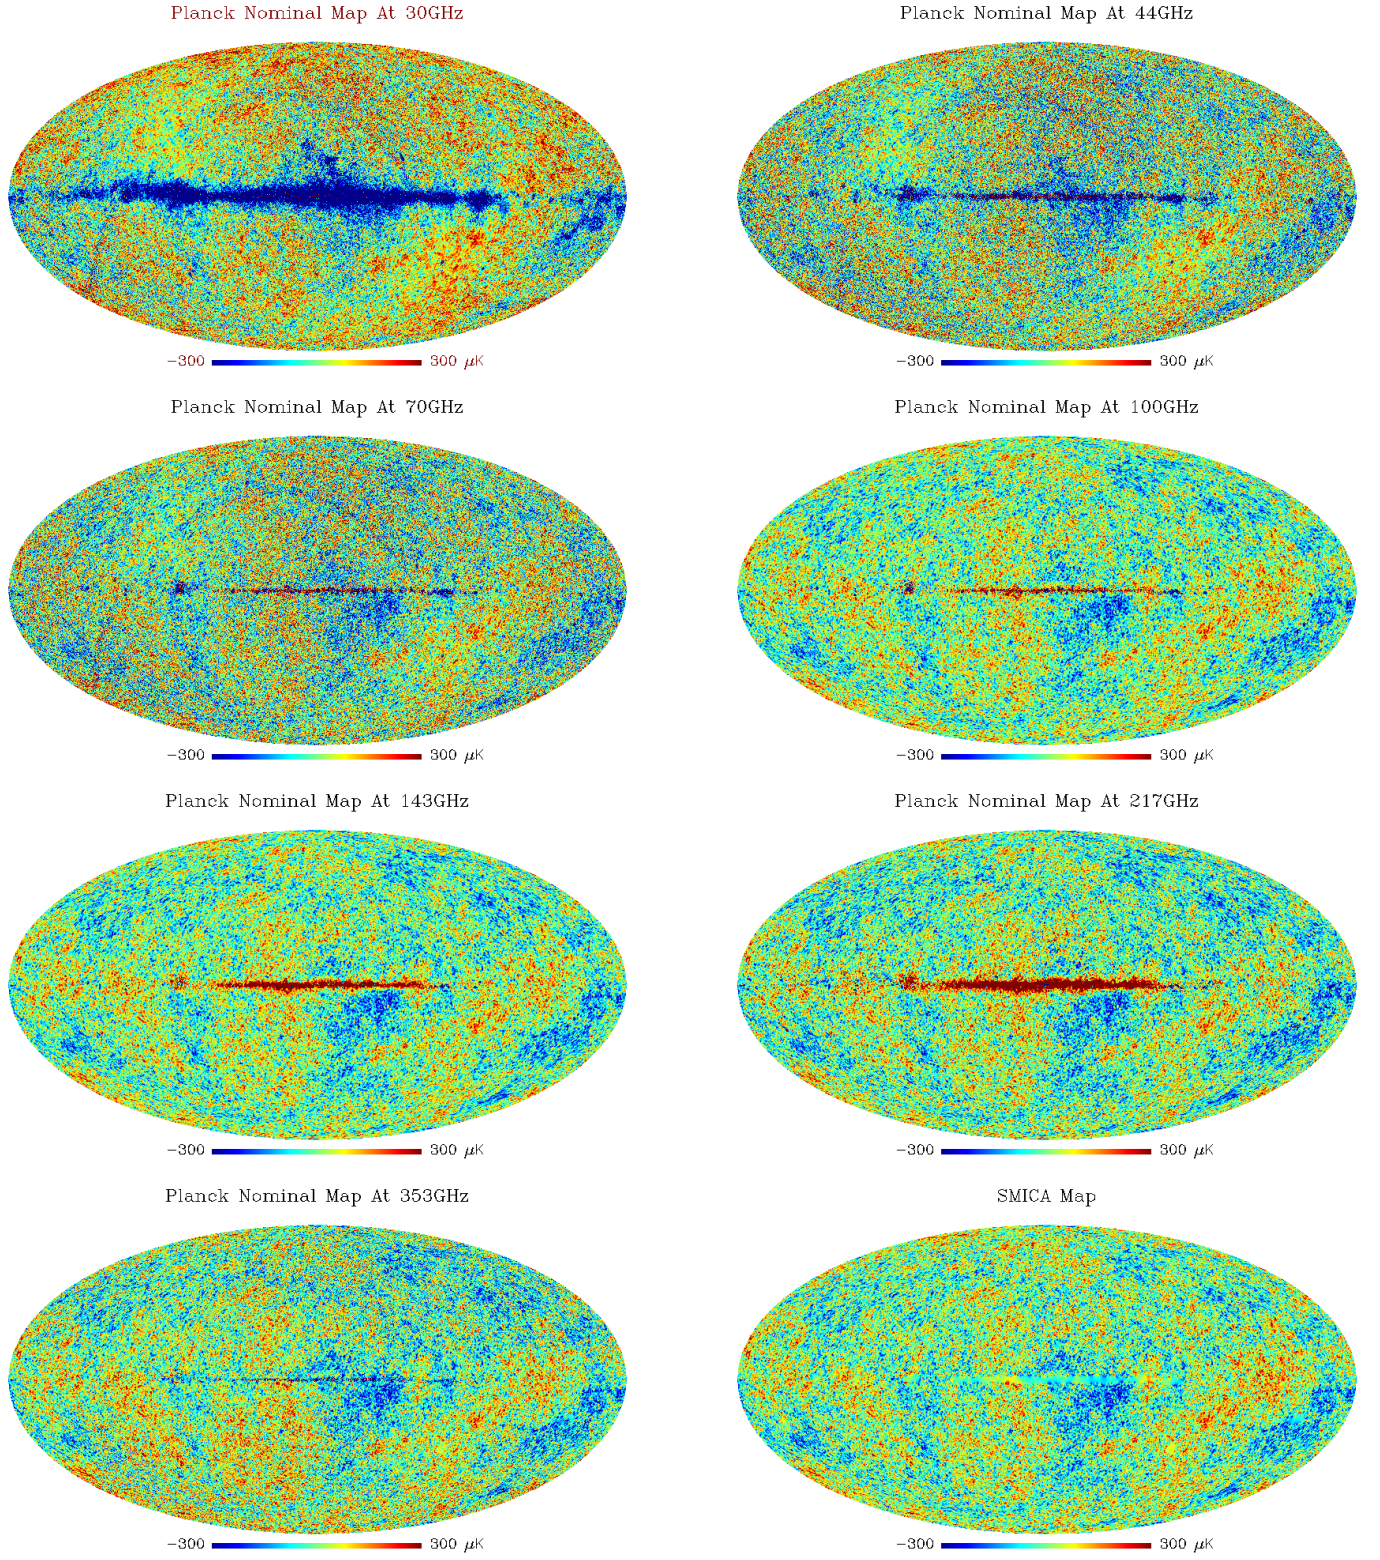 Planck Nominal Map At 30GHz
Planck Nominal Map At 44GHz
-300 300 μK
-300 300 μK
Planck Nominal Map At 70GHz
Planck Nominal Map At 100GHz
-300 300 μK
-300 300 μK
Planck Nominal Map At 143GHz
Planck Nominal Map At 217GHz
-300 300 μK
-300 300 μK
Planck Nominal Map At 353GHz
SMICA Map
-300 300 μK
-300 300 μK